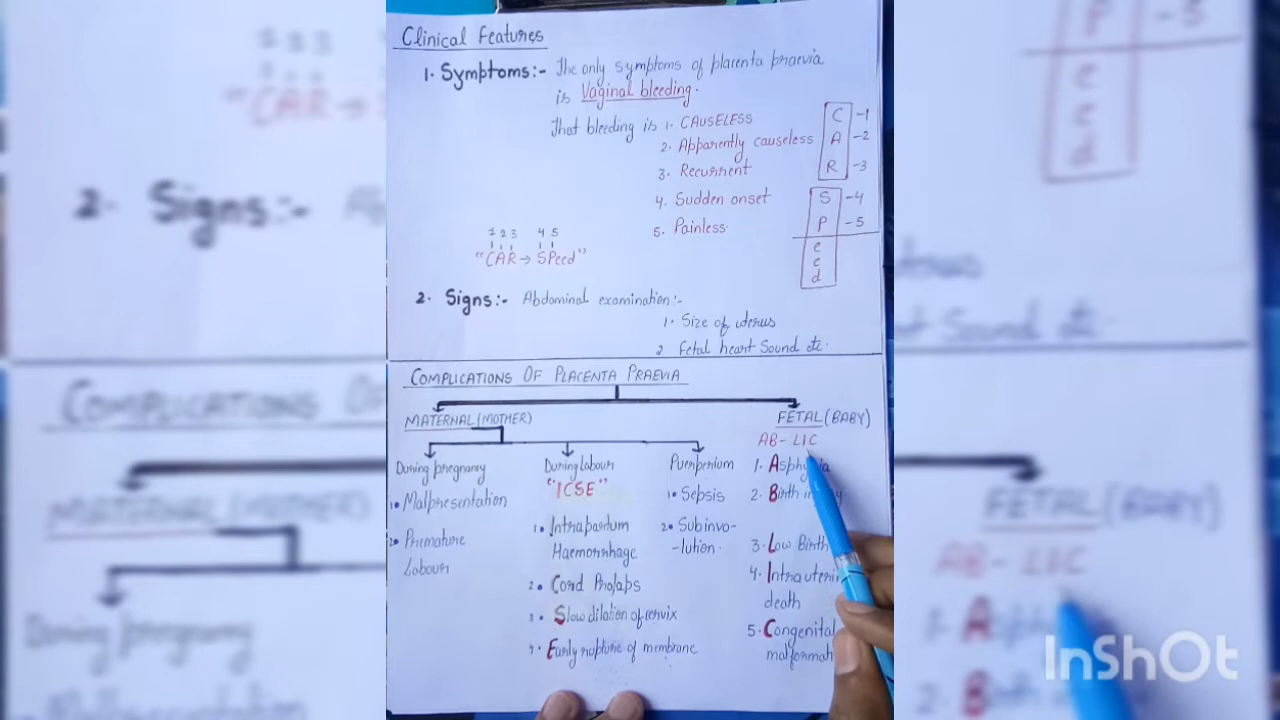 Clinical Features
1. Symptoms:- The only symptoms of placenta praevia
is Vaginal bleeding.
That bleeding is 1. CAUSELESS
2. Apparently causeless
3. Recurrent
4. Sudden onset
5. Painless
C -1
A -2
R -3
S -4
P -5
e
e
d
1 2 3 4 5
"CAR → SPeed"
2. Signs:- Abdominal examination:-
1. Size of uterus
2 Fetal heart Sound etc.
COMPLICATIONS OF PLACENTA PRAEVIA
MATERNAL (MOTHER)
FETAL (BABY)
AB - LIC
During pregnancy
1. Malpresentation
2. Premature
Labour
During labour
"ICSE"
1. Intrapartum
Haemorrhage
2. Cord Prolaps
3. Slow dilation of cervix
4. Early rupture of membrane
Puerperium
1. Sepsis
2. Subinvo-
-lution.
1. Asphyxia
2. Birth
3. Low Birth
4. Intrauterin
death
5. Congenital
malformat
InShOt